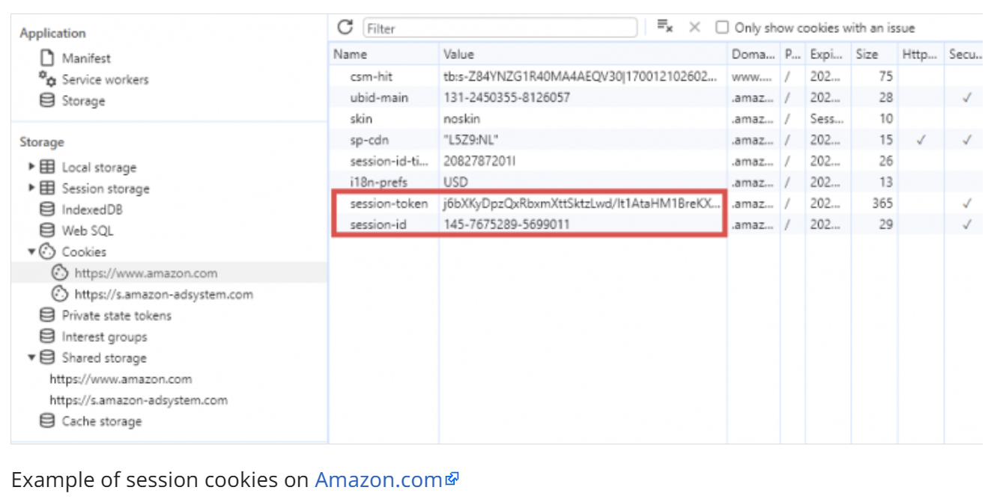 Application
Manifest
Service workers
Storage
Storage
Local storage
Session storage
IndexedDB
Web SQL
Cookies
https://www.amazon.com
https://s.amazon-adsystem.com
Private state tokens
Interest groups
Shared storage
https://www.amazon.com
https://s.amazon-adsystem.com
Cache storage
Filter Only show cookies with an issue
Name Value Doma... P... Expi... Size Http... Secu...
csm-hit tb:s-Z84YNZG1R40MA4AEQV30|170012102602... www.... / 202... 75
ubid-main 131-2450355-8126057 .amaz... / 202... 28 ✓
skin noskin .amaz... / Sess... 10
sp-cdn "L5Z9:NL" .amaz... / 202... 15 ✓ ✓
session-id-ti... 2082787201l .amaz... / 202... 26
i18n-prefs USD .amaz... / 202... 13
session-token j6bXKyDpzQxRbxmXttSktzLwd/It1AtaHM1BreKX... .amaz... / 202... 365 ✓
session-id 145-7675289-5699011 .amaz... / 202... 29 ✓
Example of session cookies on Amazon.com